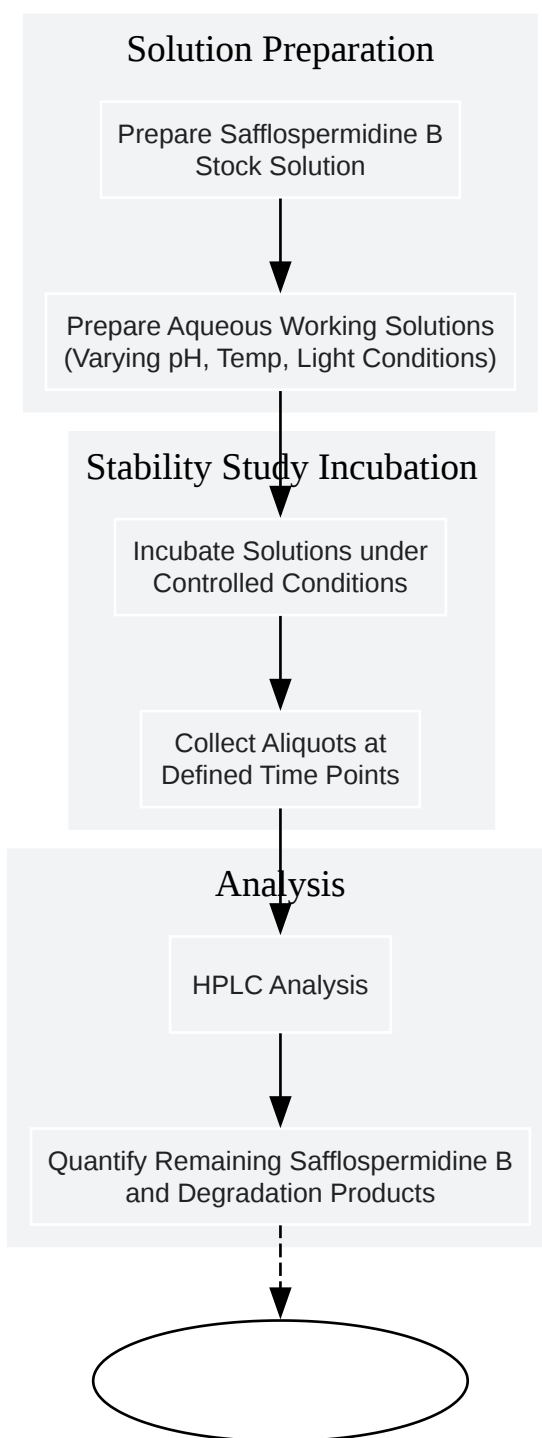 Solution Preparation
Prepare Safflospermidine B
Stock Solution
Prepare Aqueous Working Solutions
(Varying pH, Temp, Light Conditions)
Stability Study Incubation
Incubate Solutions under
Controlled Conditions
Collect Aliquots at
Defined Time Points
Analysis
HPLC Analysis
Quantify Remaining Safflospermidine B
and Degradation Products